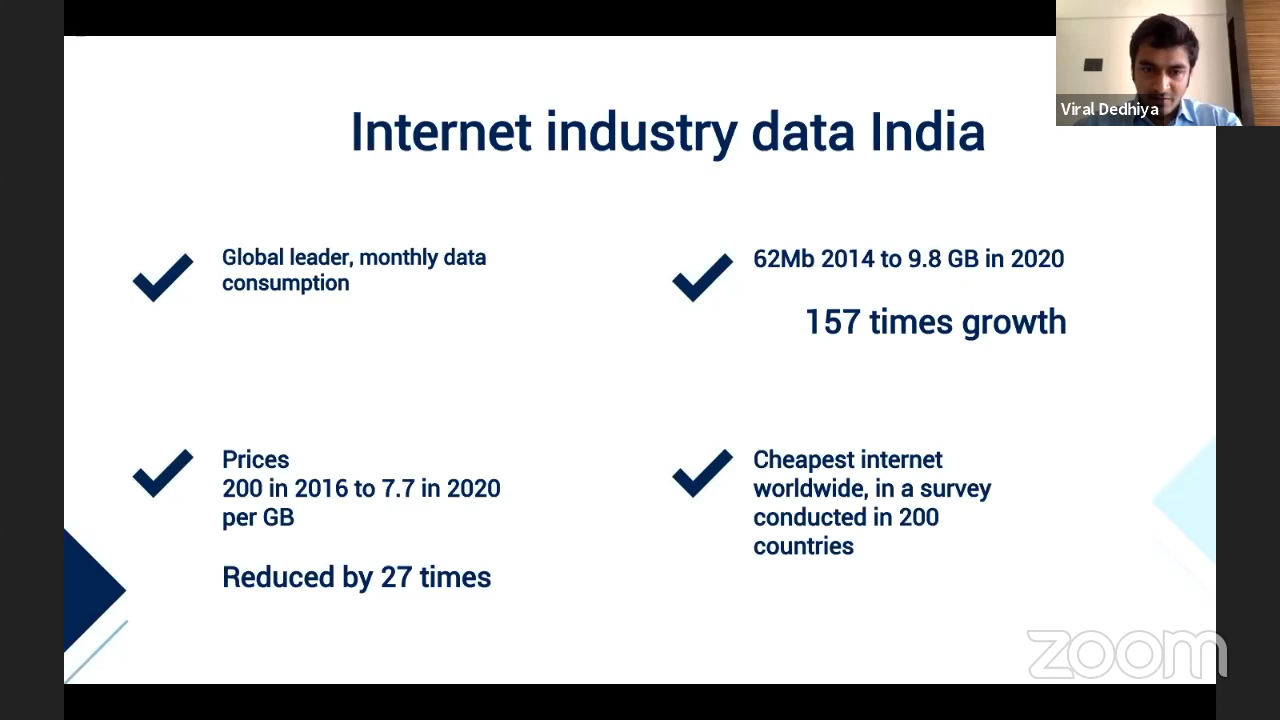 Viral Dedhiya
Internet industry data India
Global leader, monthly data
consumption
62Mb 2014 to 9.8 GB in 2020
157 times growth
Prices
200 in 2016 to 7.7 in 2020
per GB
Reduced by 27 times
Cheapest internet
worldwide, in a survey
conducted in 200
countries
zoom